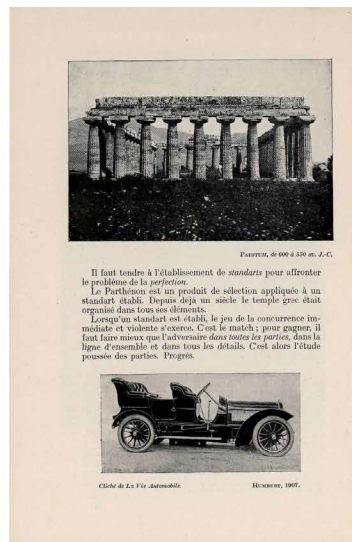 PAESTUM, de 600 à 550 av. J.-C.
Il faut tendre à l'établissement de standarts pour affronter
le problème de la perfection.
Le Parthénon est un produit de sélection appliquée à un
standart établi. Depuis déjà un siècle le temple grec était
organisé dans tous ses éléments.
Lorsqu'un standart est établi, le jeu de la concurrence im-
médiate et violente s'exerce. C'est le match ; pour gagner, il
faut faire mieux que l'adversaire dans toutes les parties, dans la
ligne d'ensemble et dans tous les détails. C'est alors l'étude
poussée des parties. Progrès.
Cliché de La Vie Automobile.
HUMBERT, 1907.